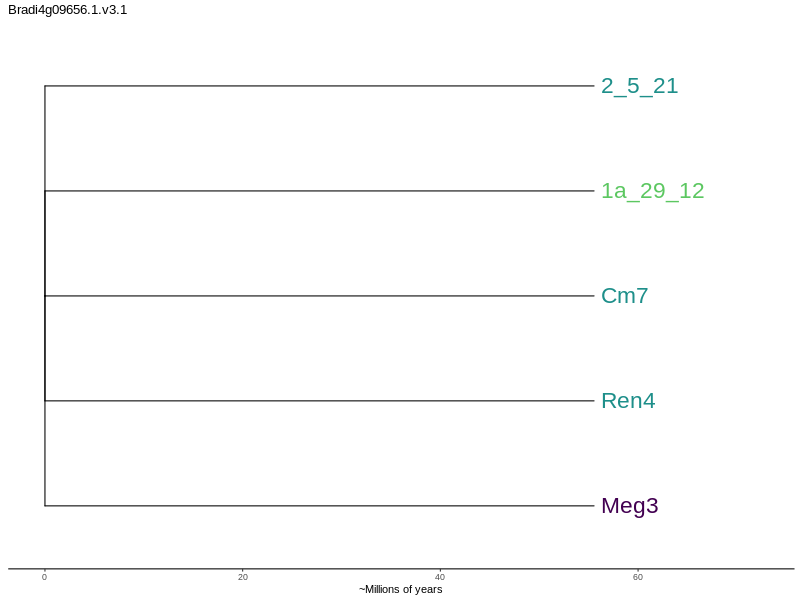 Bradi4g09656.1.v3.1
2_5_21
1a_29_12
Cm7
Ren4
Meg3
0 20 40 60
~Millions of years